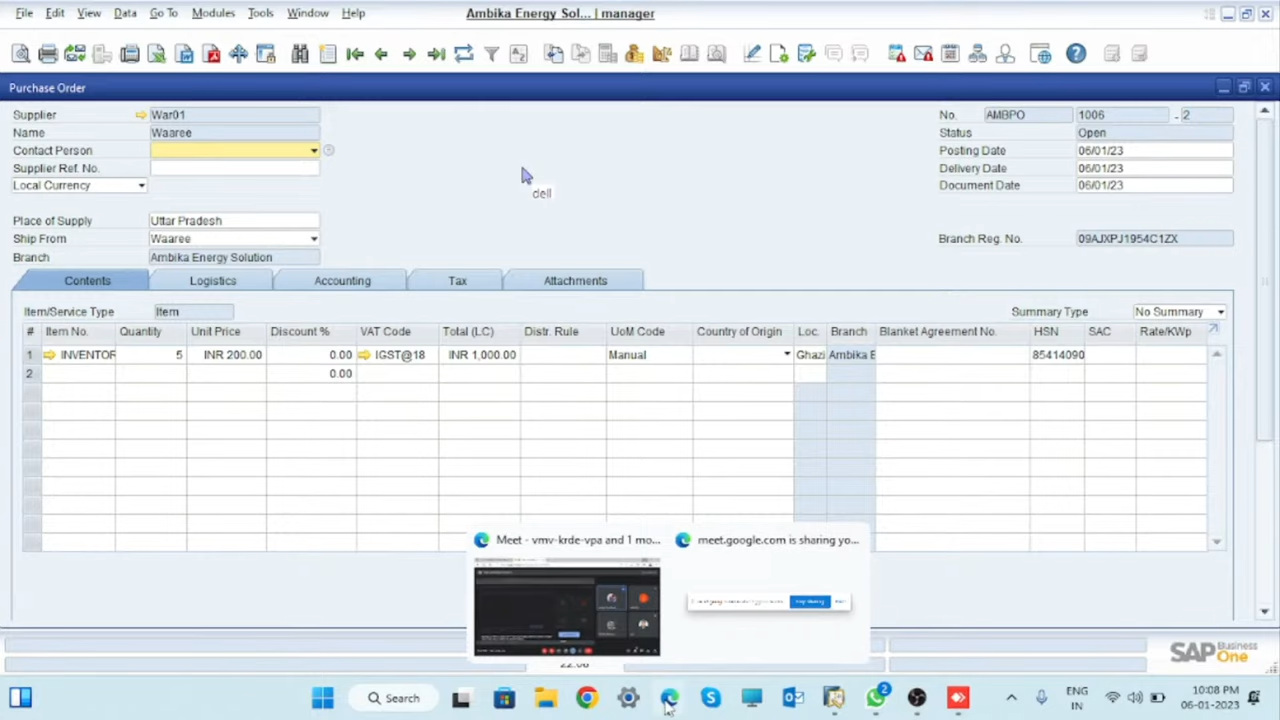 File Edit View Data Go To Modules Tools Window Help Ambika Energy Sol... | manager
Purchase Order
Supplier War01 No. AMBPO 1006 - 2
Name Waaree Status Open
Contact Person Posting Date 06/01/23
Supplier Ref. No. Delivery Date 06/01/23
Local Currency Document Date 06/01/23
dell
Place of Supply Uttar Pradesh
Ship From Waaree Branch Reg. No. 09AJXPJ1954C1ZX
Branch Ambika Energy Solution
Contents Logistics Accounting Tax Attachments
Item/Service Type Item Summary Type No Summary
# Item No. Quantity Unit Price Discount % VAT Code Total (LC) Distr. Rule UoM Code Country of Origin Loc. Branch Blanket Agreement No. HSN SAC Rate/KWp
1 INVENTOR 5 INR 200.00 0.00 IGST@18 INR 1,000.00 Manual Ghazi Ambika E 85414090
2 0.00
Meet - vmv-krde-vpa and 1 mo... meet.google.com is sharing yo...
SAP Business One
Search ENG IN 2 10:08 PM 06-01-2023